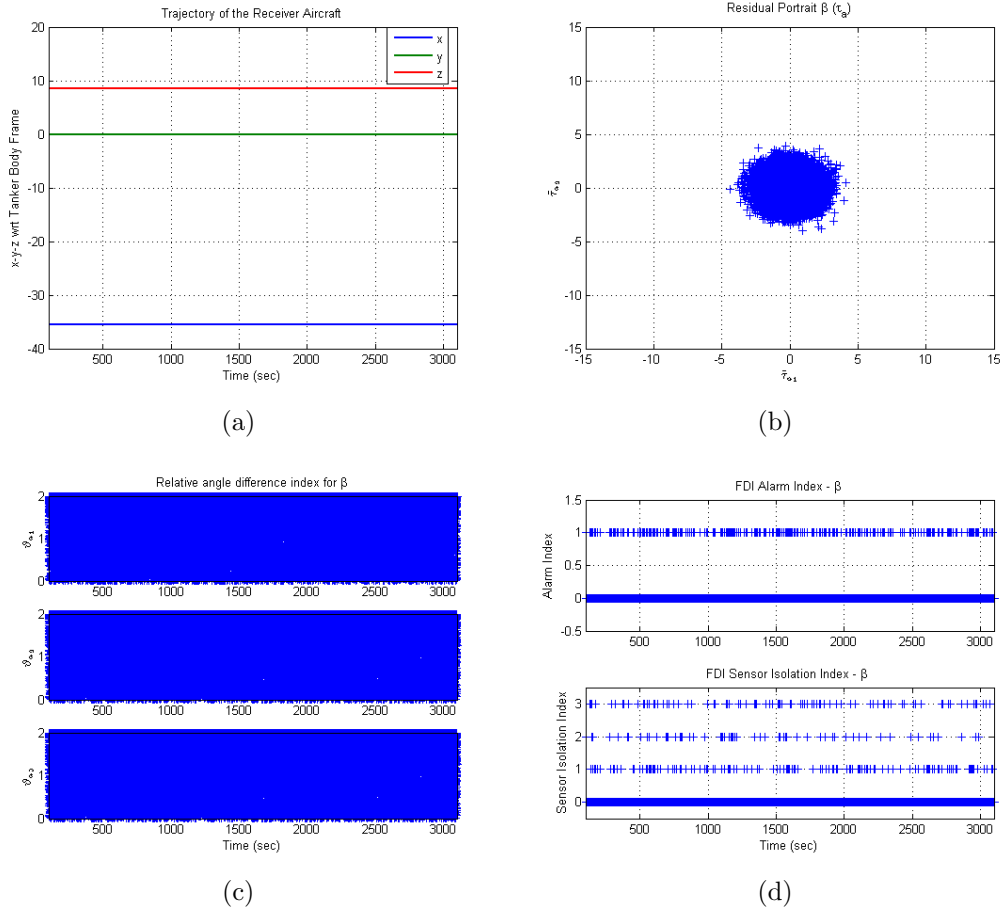 Trajectory of the Receiver Aircraft
x-y-z wrt Tanker Body Frame
20
10
0
-10
-20
-30
-40
500 1000 1500 2000 2500 3000
Time (sec)
x
y
z
(a)
Residual Portrait β (τa)
15
10
5
0
-5
-10
-15
-15 -10 -5 0 5 10 15
(b)
Relative angle difference index for β
2
1
0
500 1000 1500 2000 2500 3000
2
1
0
500 1000 1500 2000 2500 3000
2
1
0
500 1000 1500 2000 2500 3000
Time (sec)
(c)
FDI Alarm Index - β
Alarm Index
1.5
1
0.5
0
-0.5
500 1000 1500 2000 2500 3000
FDI Sensor Isolation Index - β
Sensor Isolation Index
3
2
1
0
500 1000 1500 2000 2500 3000
Time (sec)
(d)